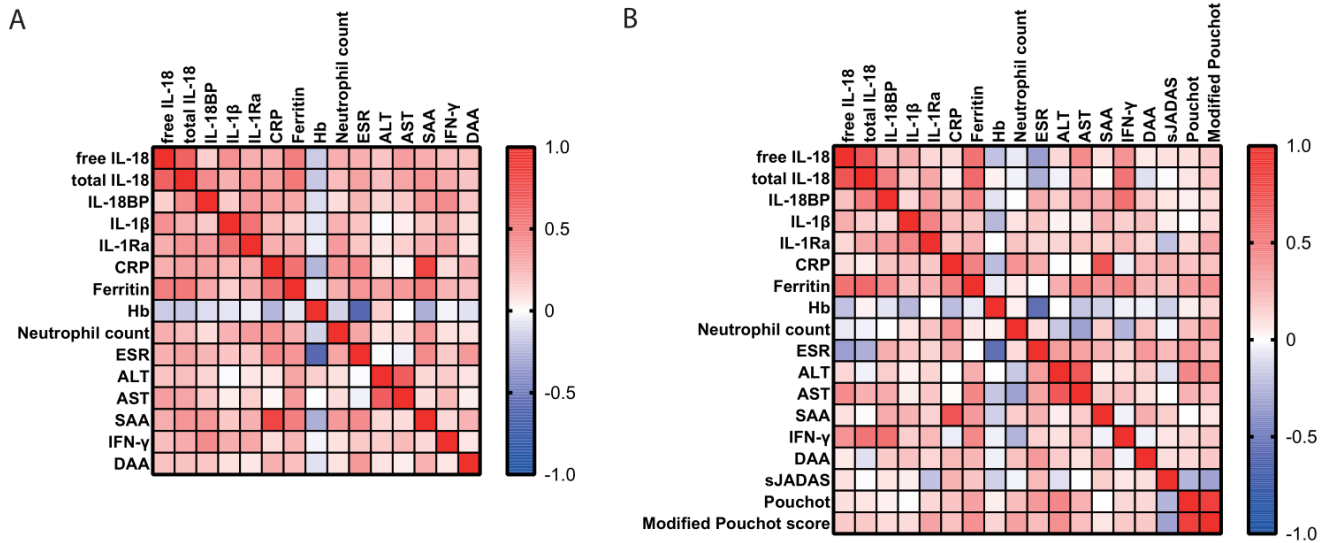 A
free IL-18
total IL-18
IL-18BP
IL-1β
IL-1Ra
CRP
Ferritin
Hb
Neutrophil count
ESR
ALT
AST
SAA
IFN-γ
DAA
free IL-18
total IL-18
IL-18BP
IL-1β
IL-1Ra
CRP
Ferritin
Hb
Neutrophil count
ESR
ALT
AST
SAA
IFN-γ
DAA
1.0
0.5
0
-0.5
-1.0
B
free IL-18
total IL-18
IL-18BP
IL-1β
IL-1Ra
CRP
Ferritin
Hb
Neutrophil count
ESR
ALT
AST
SAA
IFN-γ
DAA
sJADAS
Pouchot
Modified Pouchot
free IL-18
total IL-18
IL-18BP
IL-1β
IL-1Ra
CRP
Ferritin
Hb
Neutrophil count
ESR
ALT
AST
SAA
IFN-γ
DAA
sJADAS
Pouchot
Modified Pouchot score
1.0
0.5
0
-0.5
-1.0